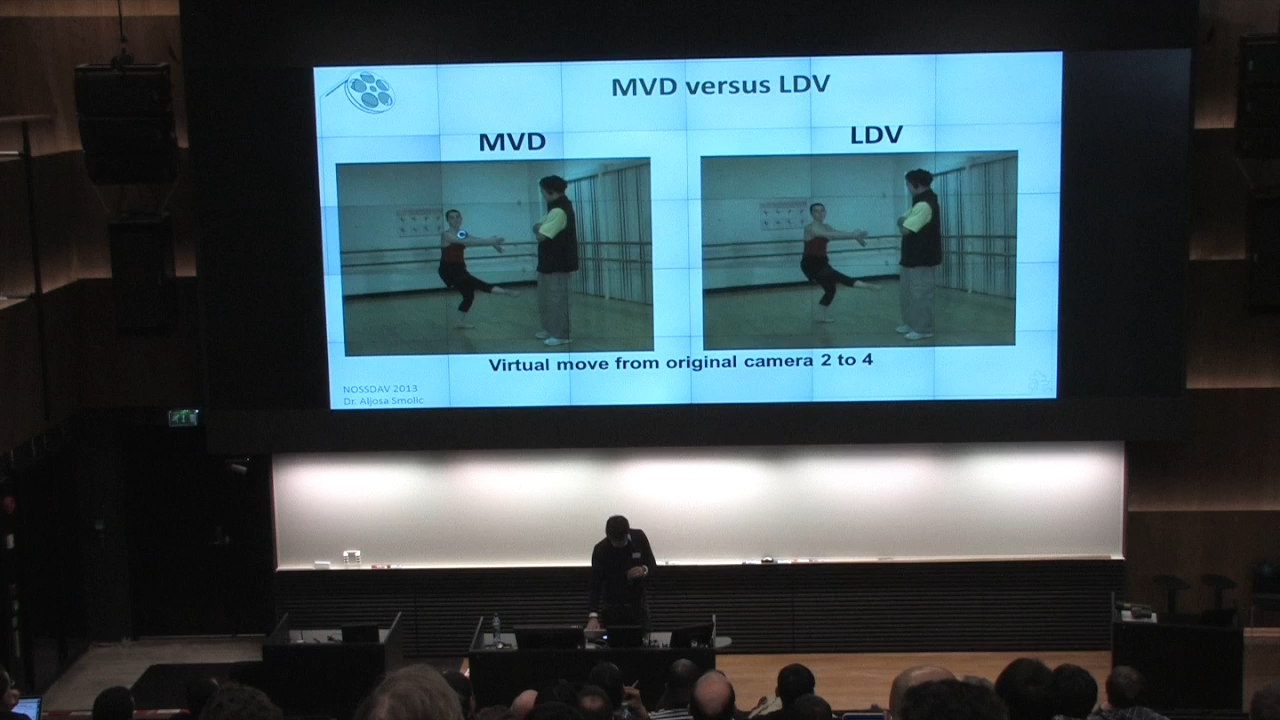 MVD versus LDV
MVD
LDV
Virtual move from original camera 2 to 4
NOSSDAV 2013
Dr. Aljosa Smolic